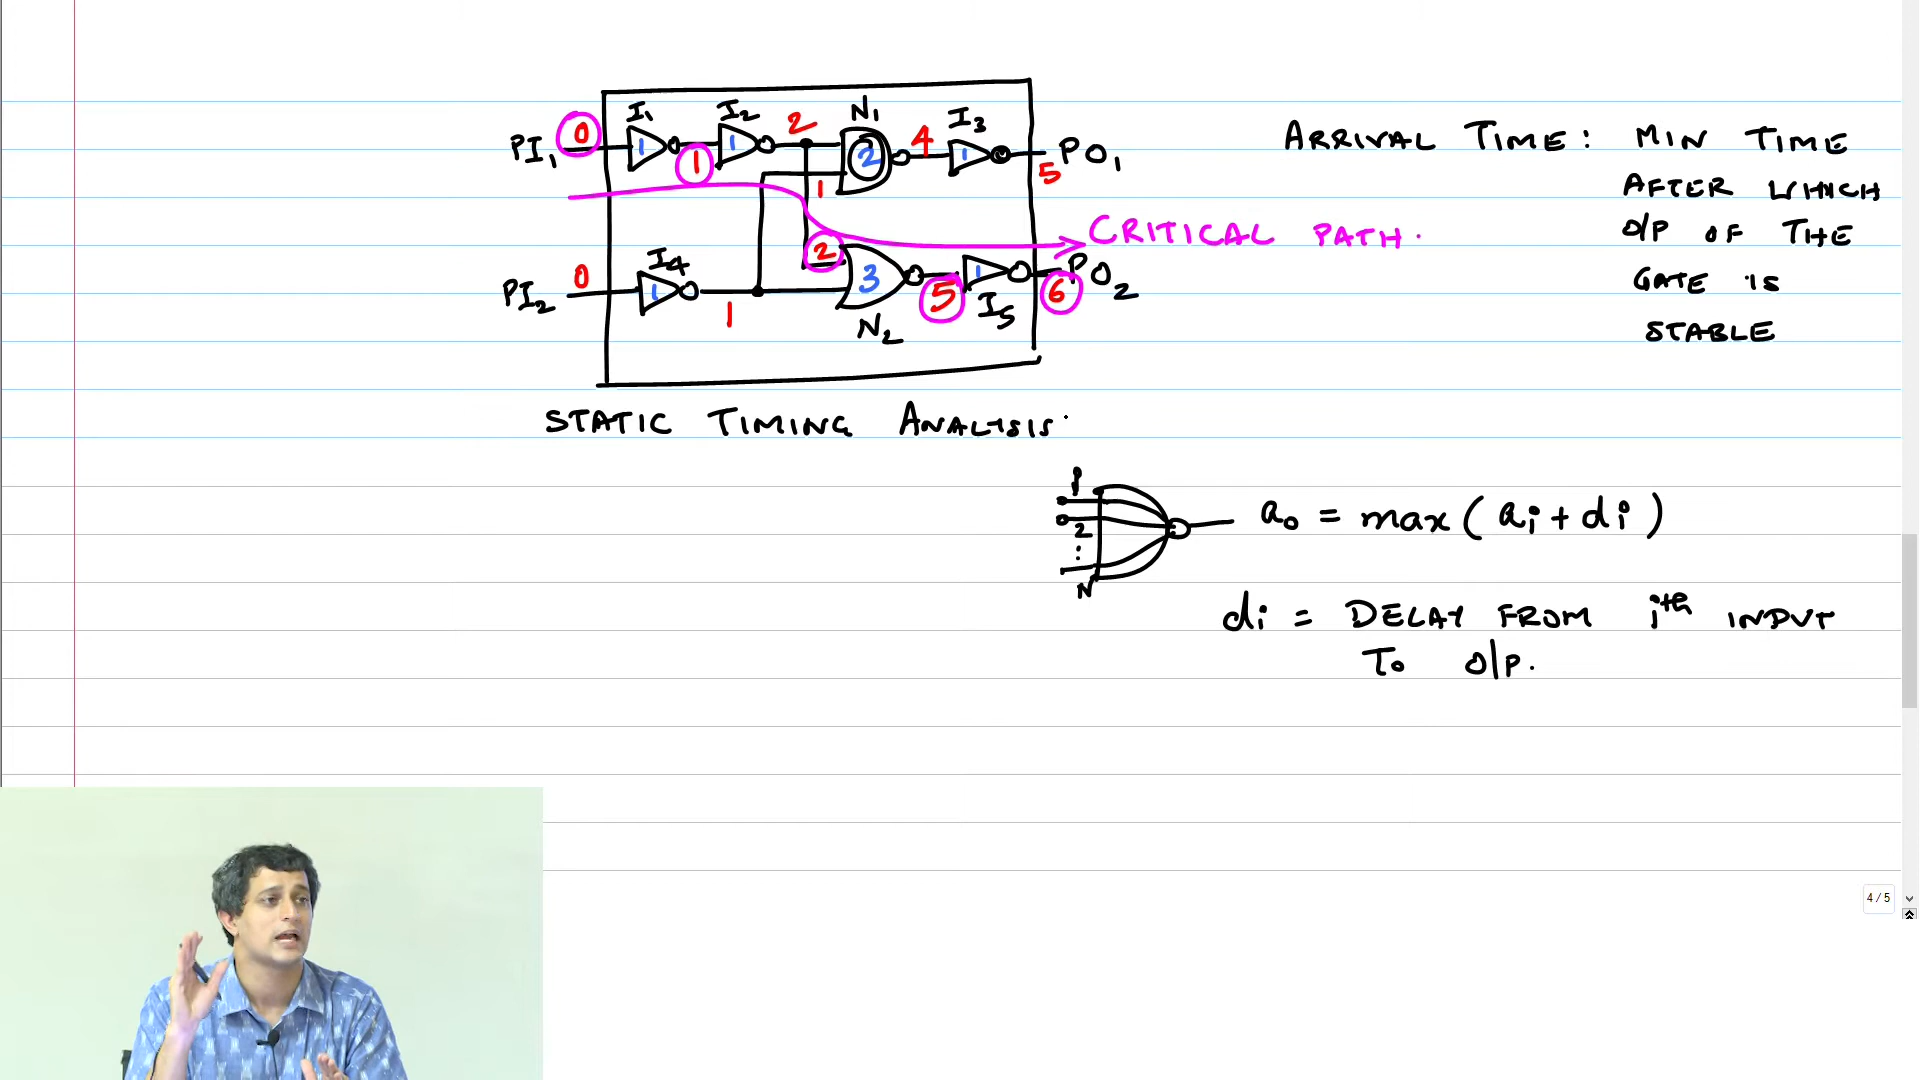 I1 I2 N1 I3
PI1 0 1 1 1 2 2 4 1 5 PO1
1
CRITICAL PATH.
PI2 0 I4 1 1 2 3 N2 5 1 I5 6 PO2
STATIC TIMING ANALYSIS.
ARRIVAL TIME: MIN TIME
AFTER WHICH
O/P OF THE
GATE IS
STABLE
1
2
:
N
a0 = max(ai + di)
di = DELAY FROM ith INPUT
TO O/P.
4 / 5